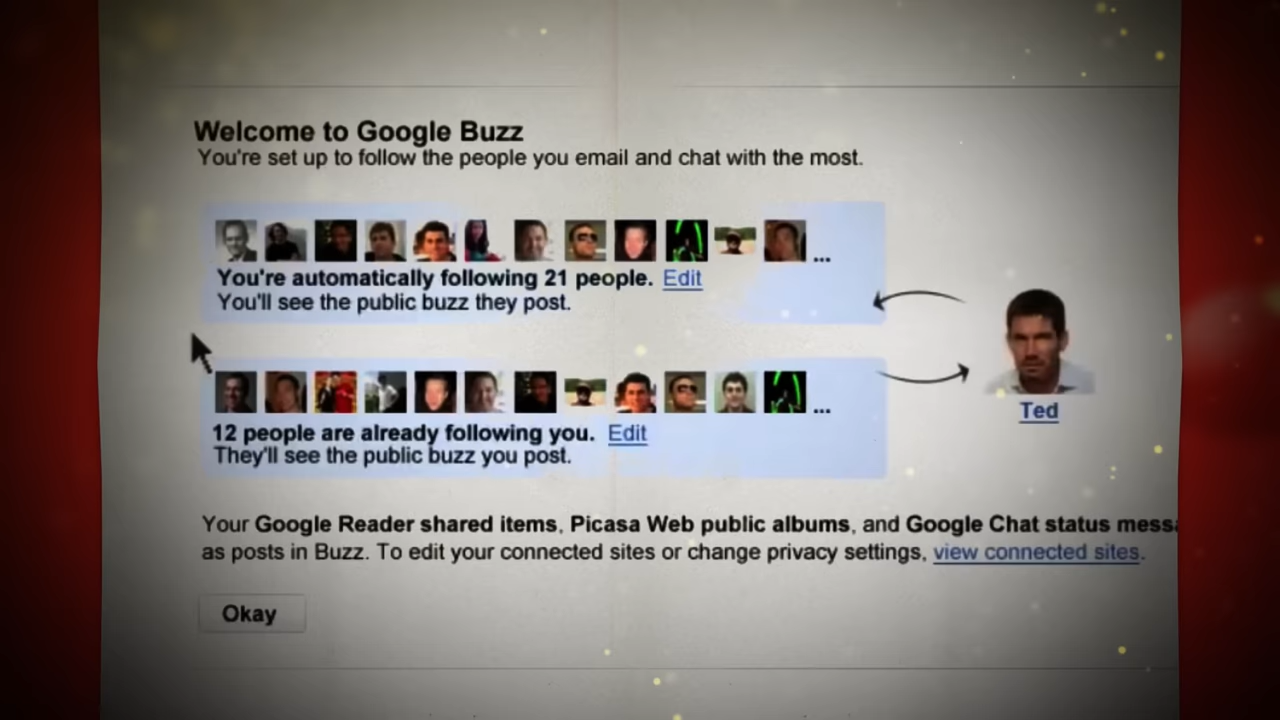 Welcome to Google Buzz
You're set up to follow the people you email and chat with the most.
...
You're automatically following 21 people. Edit
You'll see the public buzz they post.
...
12 people are already following you. Edit
They'll see the public buzz you post.
Ted
Your Google Reader shared items, Picasa Web public albums, and Google Chat status messa
as posts in Buzz. To edit your connected sites or change privacy settings, view connected sites.
Okay